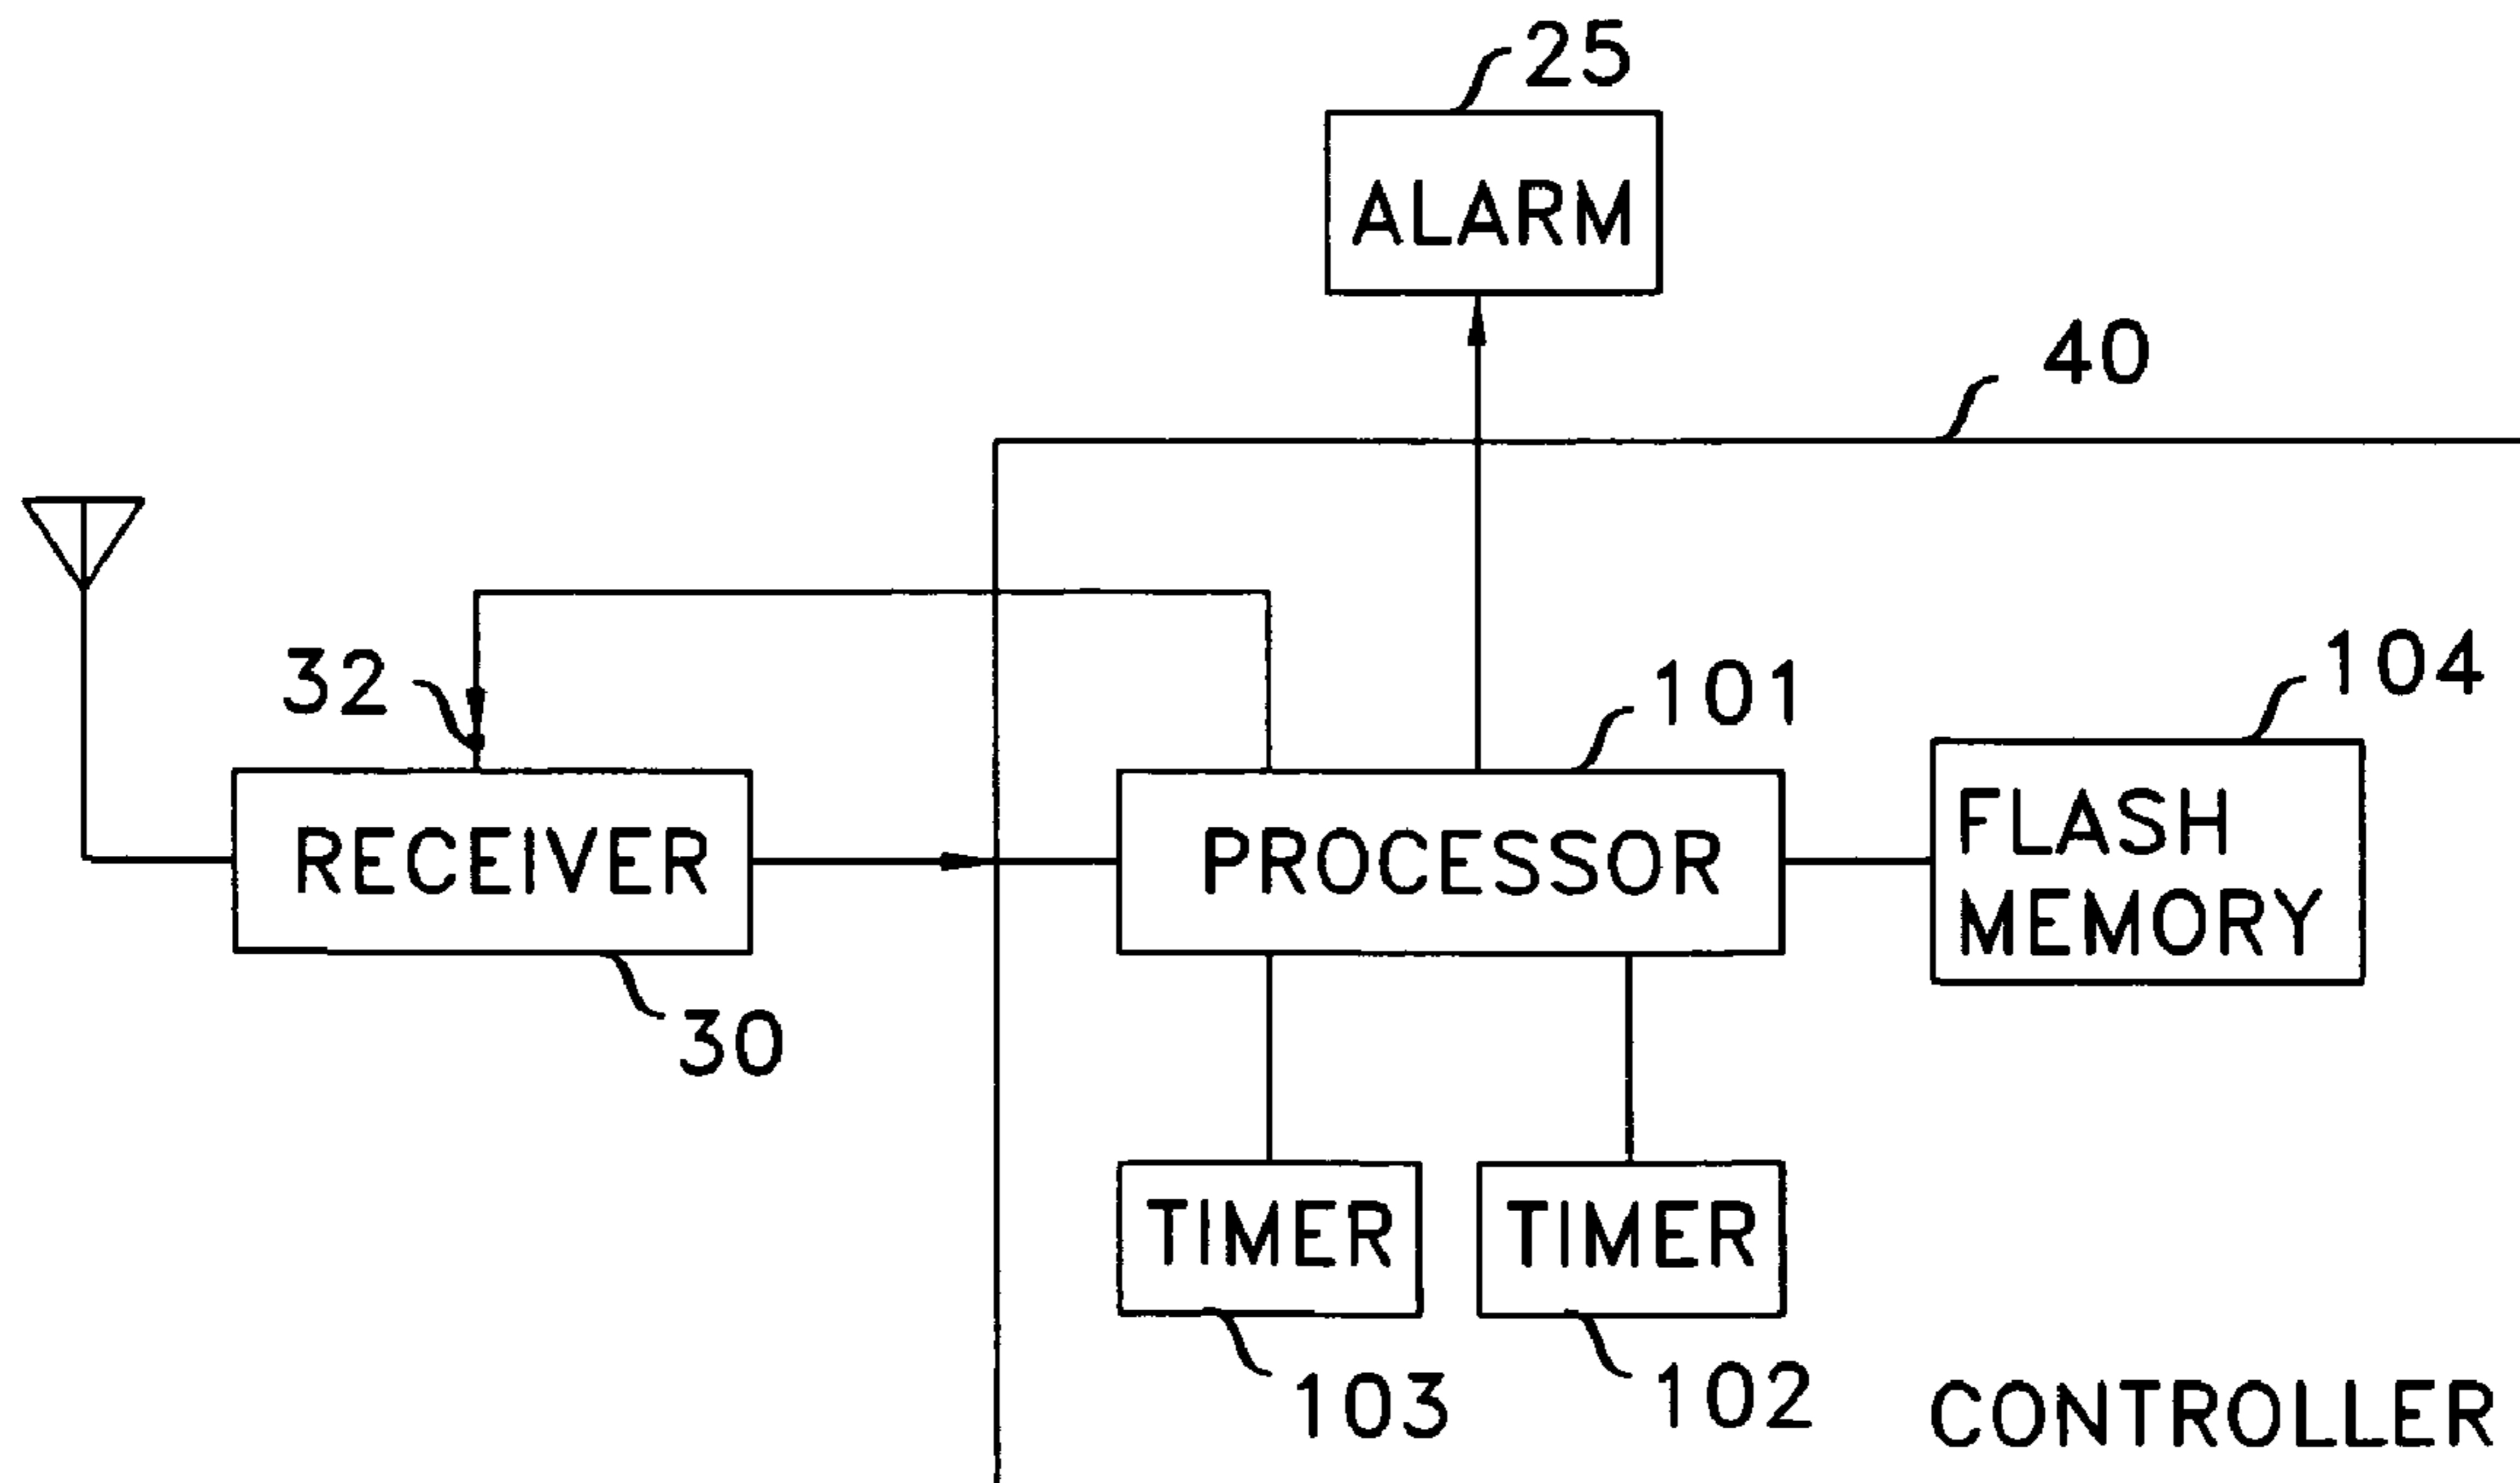 25
ALARM
40
32
101
104
RECEIVER
PROCESSOR
FLASH
MEMORY
30
TIMER
TIMER
103
102
CONTROLLER